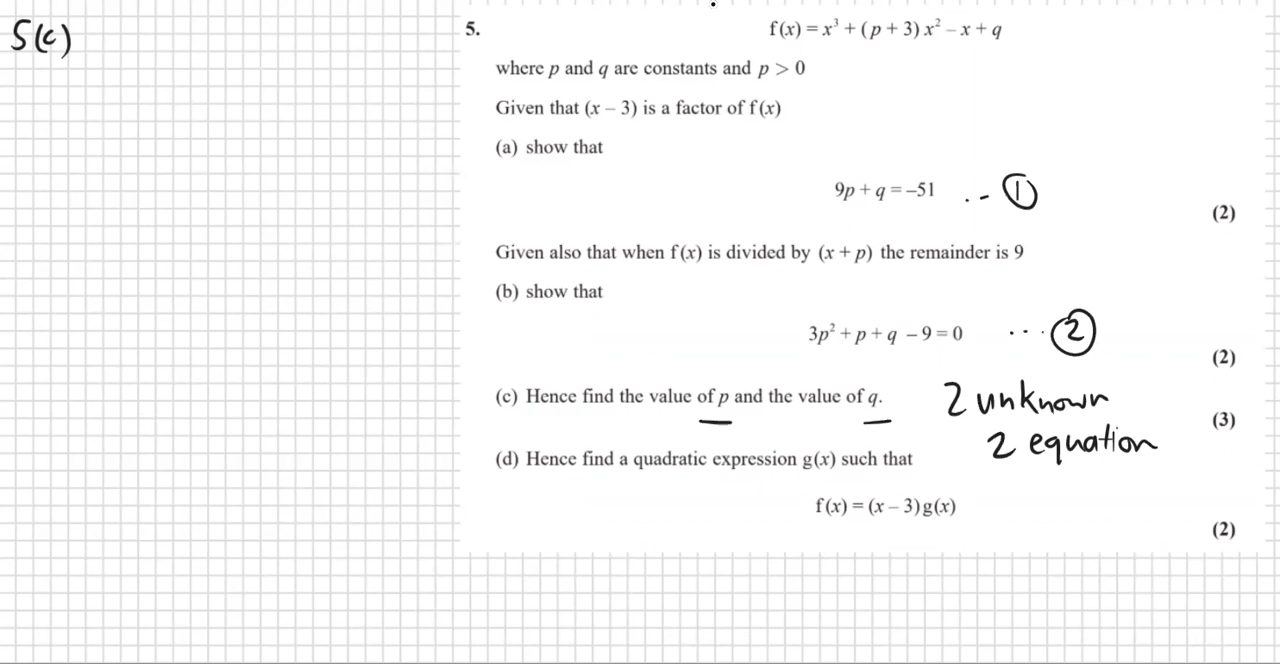 5(c)
5. f(x) = x³ + (p + 3) x² – x + q
where p and q are constants and p > 0
Given that (x – 3) is a factor of f(x)
(a) show that
9p + q = –51 .. - ①
(2)
Given also that when f(x) is divided by (x + p) the remainder is 9
(b) show that
3p² + p + q – 9 = 0 ... ②
(2)
(c) Hence find the value of p and the value of q. 2 unknown
(3)
2 equation
(d) Hence find a quadratic expression g(x) such that
f(x) = (x – 3)g(x)
(2)